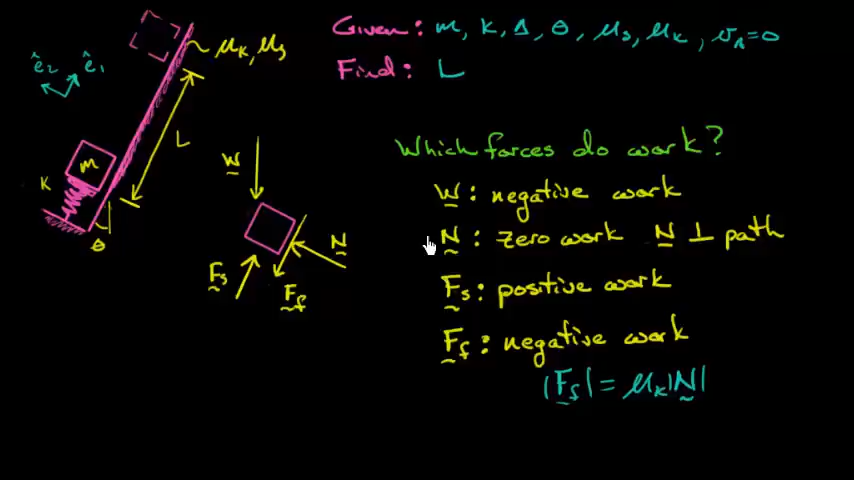 Given: m, K, Δ, θ, μs, μk, vA=0
Find: L
μk, μs
ê2 ê1
m
L
K
θ
W
N
Fs
Ff
Which forces do work?
W: negative work
N: zero work N ⊥ path
Fs: positive work
Ff: negative work
|Ff| = μk|N|